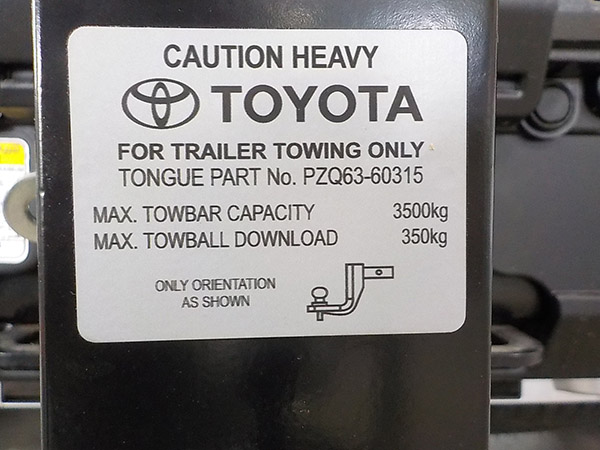 CAUTION HEAVY
TOYOTA
FOR TRAILER TOWING ONLY
TONGUE PART No. PZQ63-60315
MAX. TOWBAR CAPACITY 3500kg
MAX. TOWBALL DOWNLOAD 350kg
ONLY ORIENTATION
AS SHOWN